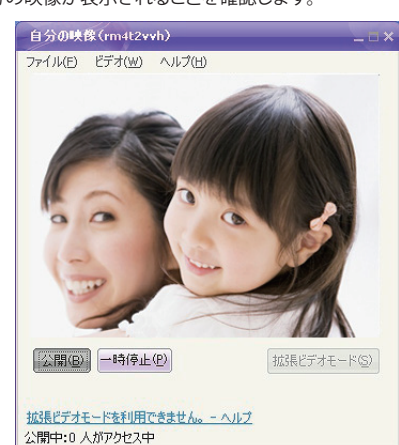 の映像が表示されることを確認します。
自分の映像(rm4t2vvh)
ファイル(F) ビデオ(W) ヘルプ(H)
公開(B) 一時停止(P) 拡張ビデオモード(S)
拡張ビデオモードを利用できません。 - ヘルプ
公開中:0 人がアクセス中